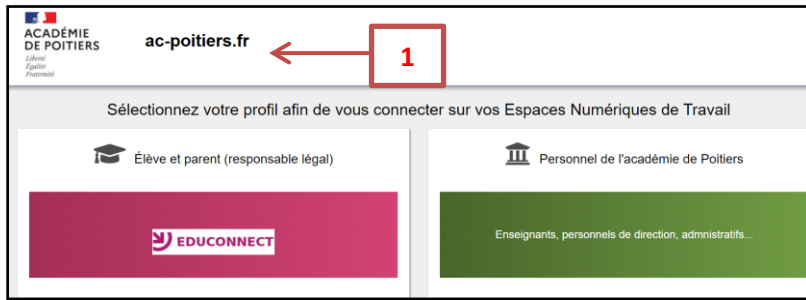 ACADÉMIE
DE POITIERS
Liberté
Égalité
Fraternité
ac-poitiers.fr
1
Sélectionnez votre profil afin de vous connecter sur vos Espaces Numériques de Travail
Élève et parent (responsable légal)
EDUCONNECT
Personnel de l'académie de Poitiers
Enseignants, personnels de direction, admnistratifs...